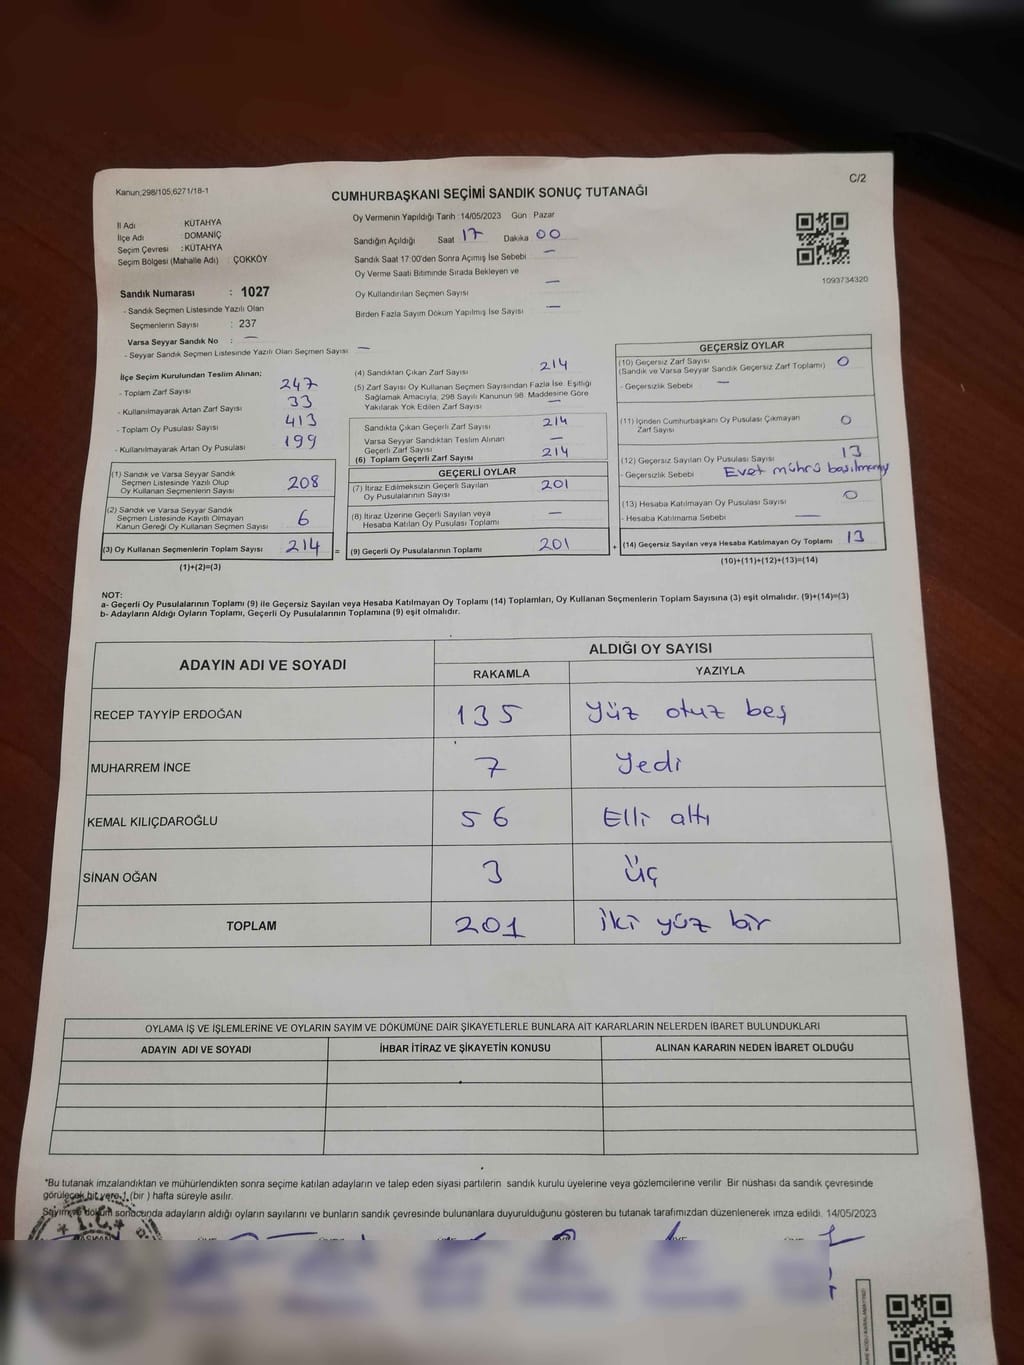 Kanun,298/105,6271/18-1
C/2
CUMHURBAŞKANI SEÇİMİ SANDIK SONUÇ TUTANAĞI
İl Adı KÜTAHYA
İlçe Adı : DOMANİÇ
Seçim Çevresi : KÜTAHYA
Seçim Bölgesi (Mahalle Adı) : ÇOKKÖY
Sandık Numarası : 1027
- Sandık Seçmen Listesinde Yazılı Olan
Seçmenlerin Sayısı : 237
Varsa Seyyar Sandık No : —
- Seyyar Sandık Seçmen Listesinde Yazılı Olan Seçmen Sayısı —
Oy Vermenin Yapıldığı Tarih : 14/05/2023 Gün Pazar
Sandığın Açıldığı Saat 17 Dakika 00
Sandık Saat 17:00'den Sonra Açımış İse Sebebi —
Oy Verme Saati Bitiminde Sırada Bekleyen ve
Oy Kullandırılan Seçmen Sayısı —
Birden Fazla Sayım Döküm Yapılmış İse Sayısı —
1093734320
İlçe Seçim Kurulundan Teslim Alınan;
- Toplam Zarf Sayısı 247
- Kullanılmayarak Artan Zarf Sayısı 33
- Toplam Oy Pusulası Sayısı 413
- Kullanılmayarak Artan Oy Pusulası 199
(1) Sandık ve Varsa Seyyar Sandık
Seçmen Listesinde Yazılı Olup
Oy Kullanan Seçmenlerin Sayısı 208
(2) Sandık ve Varsa Seyyar Sandık
Seçmen Listesinde Kayıtlı Olmayan
Kanun Gereği Oy Kullanan Seçmen Sayısı 6
(3) Oy Kullanan Seçmenlerin Toplam Sayısı 214 =
(1)+(2)=(3)
(4) Sandıktan Çıkan Zarf Sayısı 214
(5) Zarf Sayısı Oy Kullanan Seçmen Sayısından Fazla İse, Eşitliği
Sağlamak Amacıyla, 298 Sayılı Kanunun 98. Maddesine Göre
Yakılarak Yok Edilen Zarf Sayısı —
Sandıkta Çıkan Geçerli Zarf Sayısı 214
Varsa Seyyar Sandıktan Teslim Alınan
Geçerli Zarf Sayısı —
(6) Toplam Geçerli Zarf Sayısı 214
GEÇERLİ OYLAR
(7) İtiraz Edilmeksizin Geçerli Sayılan
Oy Pusulalarının Sayısı 201
(8) İtiraz Üzerine Geçerli Sayılan veya
Hesaba Katılan Oy Pusulası Toplamı —
(9) Geçerli Oy Pusulalarının Toplamı 201 +
GEÇERSİZ OYLAR
(10) Geçersiz Zarf Sayısı
(Sandık ve Varsa Seyyar Sandık Geçersiz Zarf Toplamı) 0
- Geçersizlik Sebebi —
(11) İçinden Cumhurbaşkanı Oy Pusulası Çıkmayan
Zarf Sayısı 0
(12) Geçersiz Sayılan Oy Pusulası Sayısı 13
- Geçersizlik Sebebi Evet mührü basılmamış
(13) Hesaba Katılmayan Oy Pusulası Sayısı 0
- Hesaba Katılmama Sebebi —
(14) Geçersiz Sayılan veya Hesaba Katılmayan Oy Toplamı 13
(10)+(11)+(12)+(13)=(14)
NOT:
a- Geçerli Oy Pusulalarının Toplamı (9) ile Geçersiz Sayılan veya Hesaba Katılmayan Oy Toplamı (14) Toplamları, Oy Kullanan Seçmenlerin Toplam Sayısına (3) eşit olmalıdır. (9)+(14)=(3)
b- Adayların Aldığı Oyların Toplamı, Geçerli Oy Pusulalarının Toplamına (9) eşit olmalıdır.
ADAYIN ADI VE SOYADI
ALDIĞI OY SAYISI
RAKAMLA YAZIYLA
RECEP TAYYİP ERDOĞAN 135 Yüz otuz beş
MUHARREM İNCE 7 Yedi
KEMAL KILIÇDAROĞLU 56 Elli altı
SİNAN OĞAN 3 Üç
TOPLAM 201 İki yüz bir
OYLAMA İŞ VE İŞLEMLERİNE VE OYLARIN SAYIM VE DÖKÜMÜNE DAİR ŞİKAYETLERLE BUNLARA AİT KARARLARIN NELERDEN İBARET BULUNDUKLARI
ADAYIN ADI VE SOYADI İHBAR İTİRAZ VE ŞİKAYETİN KONUSU ALINAN KARARIN NEDEN İBARET OLDUĞU
*Bu tutanak imzalandıktan ve mühürlendikten sonra seçime katılan adayların ve talep eden siyasi partilerin sandık kurulu üyelerine veya gözlemcilerine verilir. Bir nüshası da sandık çevresinde
görülecek bir yere 1 (bir ) hafta süreyle asılır.
Sayım ve döküm sonucunda adayların aldığı oyların sayılarını ve bunların sandık çevresinde bulunanlara duyurulduğunu gösteren bu tutanak tarafımızdan düzenlenerek imza edildi. 14/05/2023
T.C.